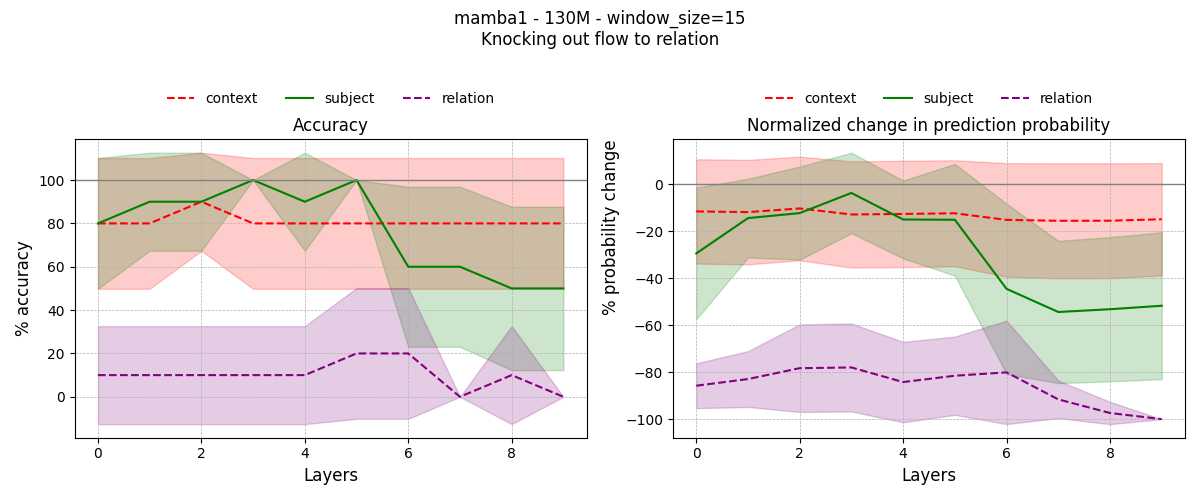 mamba1 - 130M - window_size=15
Knocking out flow to relation
context subject relation
Accuracy
% accuracy
100
80
60
40
20
0
0 2 4 6 8
Layers
context subject relation
Normalized change in prediction probability
% probability change
0
−20
−40
−60
−80
−100
0 2 4 6 8
Layers